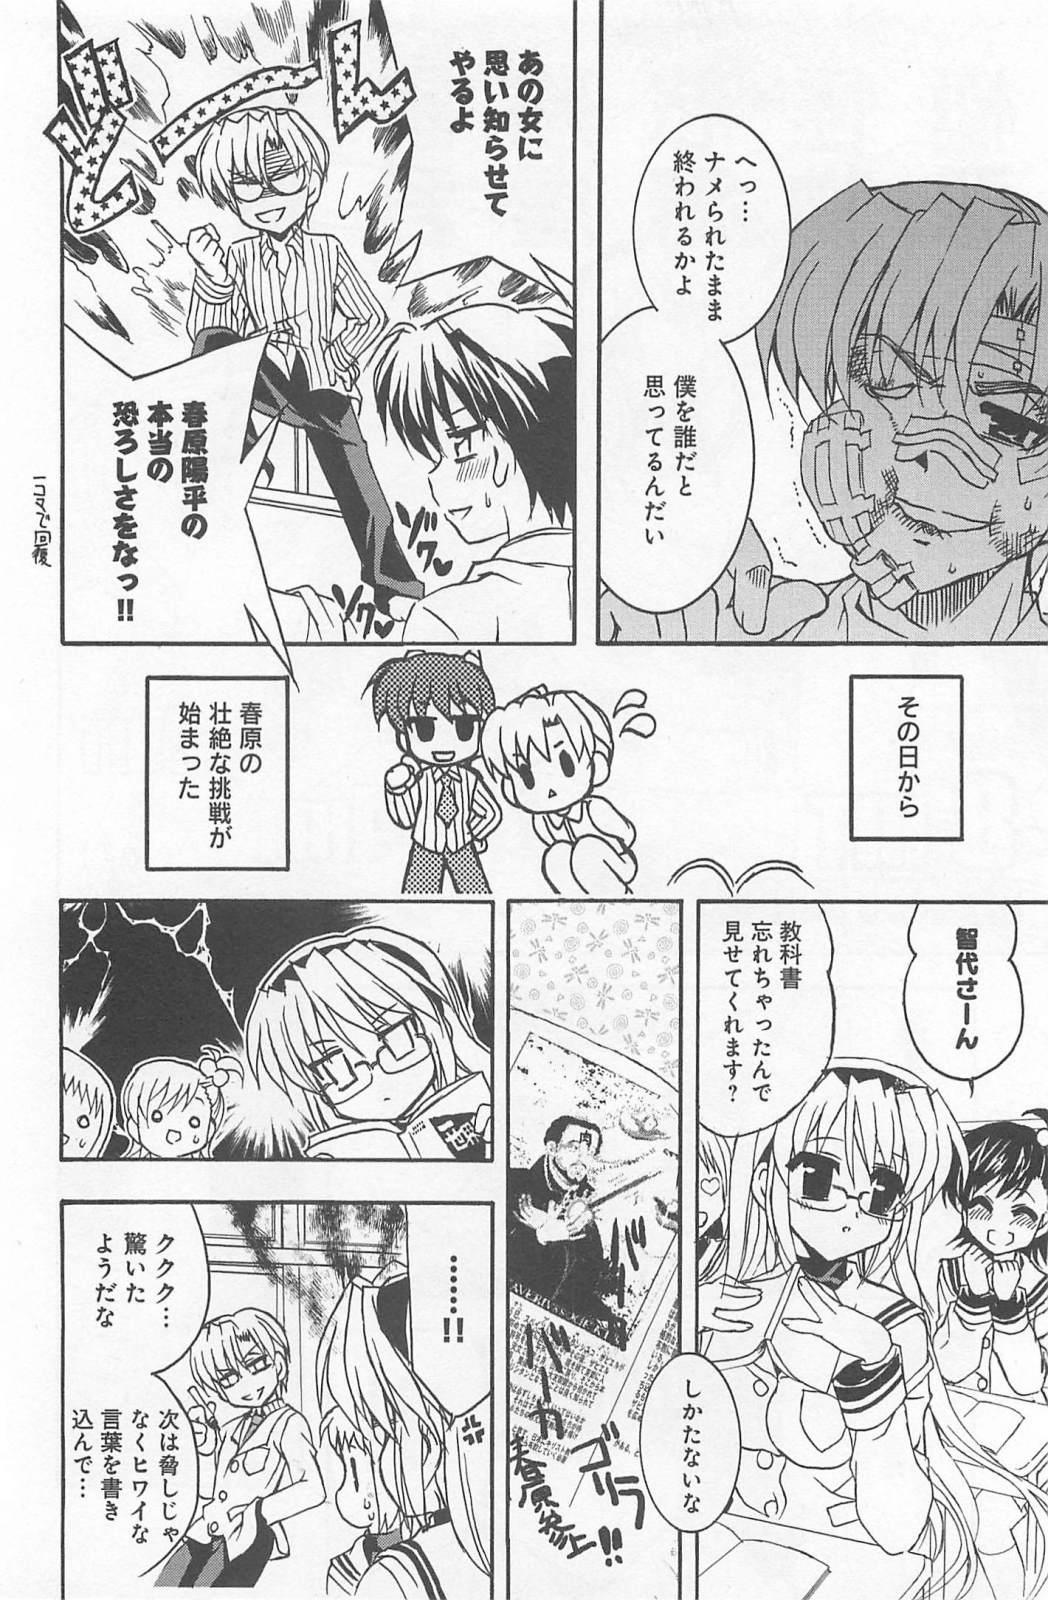 へっ…
ナメられたまま
終われるかよ
僕を誰だと
思ってるんだい
あの女に
思い知らせて
やるよ
春原陽平の
本当の
恐ろしさをなっ!!
ゾク♥
ゾク♥
一コマで回復
その日から
春原の
壮絶な挑戦が
始まった
智代さーん
教科書
忘れちゃったんで
見せてくれます?
しかたないな
肉
ゴリラ
春原参上!!
世界
……!!
ククク…
驚いた
ようだな
次は脅しじゃ
なくヒワイな
言葉を書き
込んで…